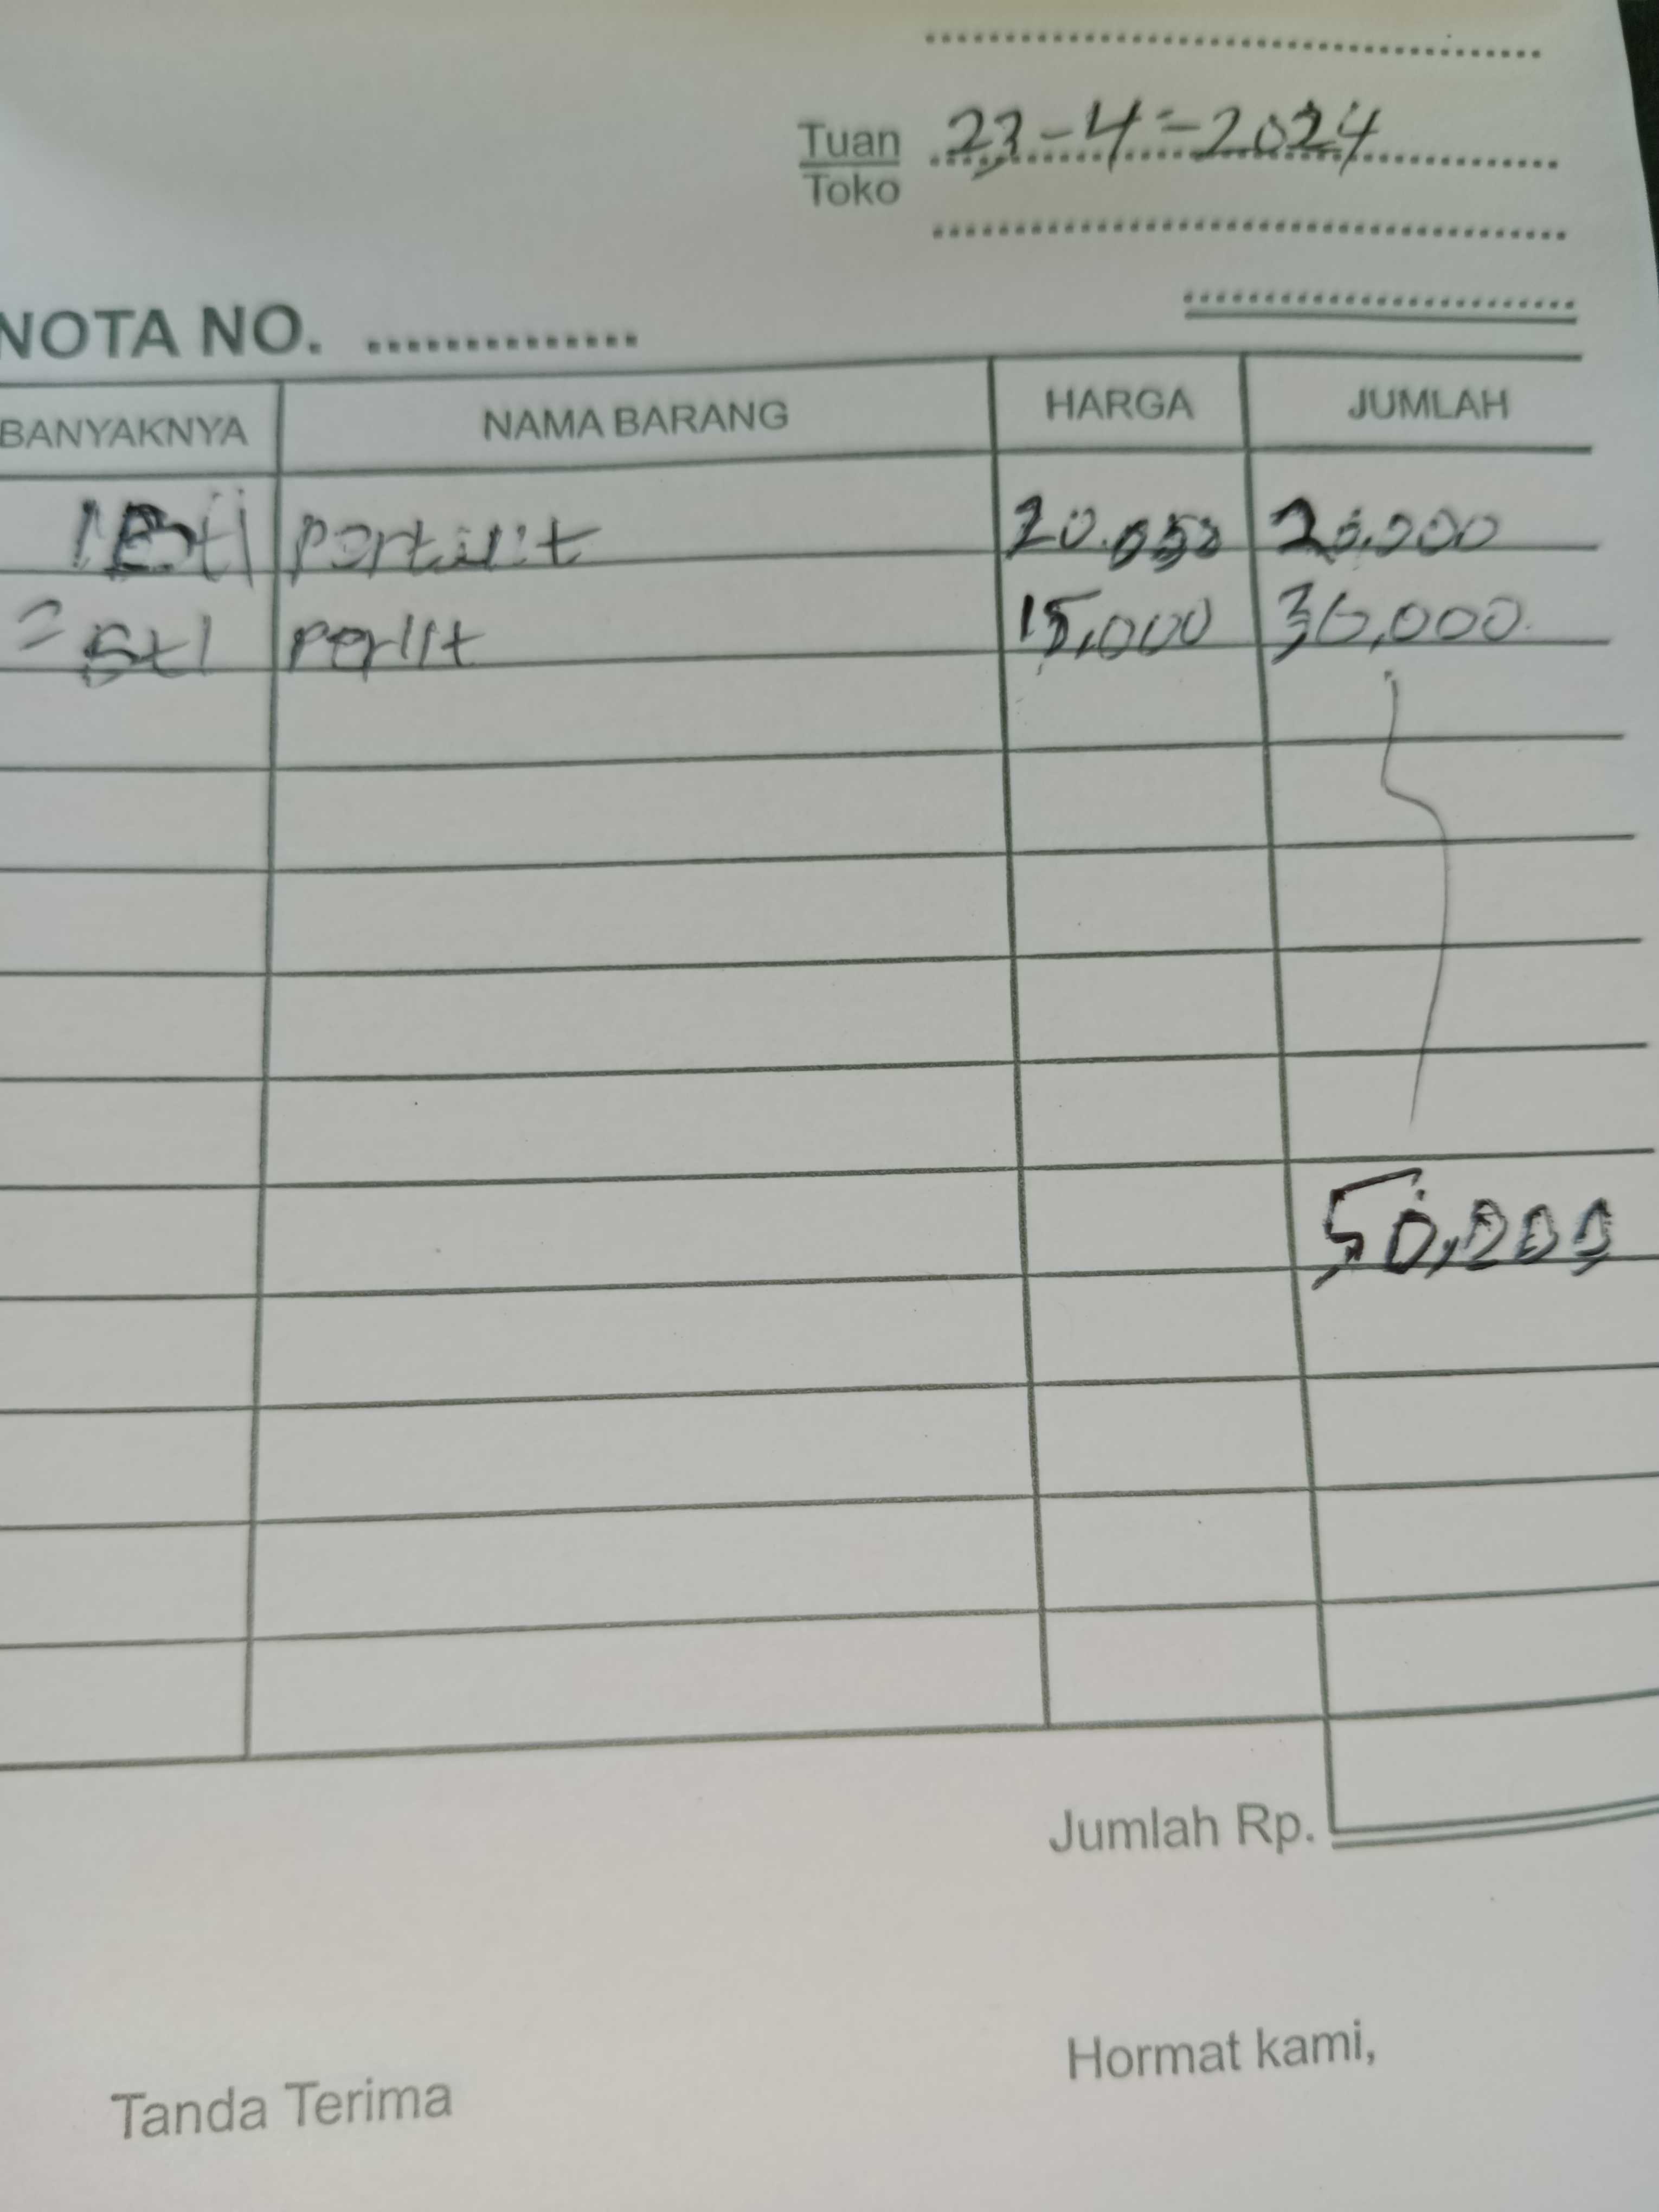 Tuan 23-4-2024
Toko
NOTA NO. ..............
BANYAKNYA NAMA BARANG HARGA JUMLAH
1 Btl 20.000 20,000
Btl perlit 15,000 30,000
50,000
Jumlah Rp.
Hormat kami,
Tanda Terima